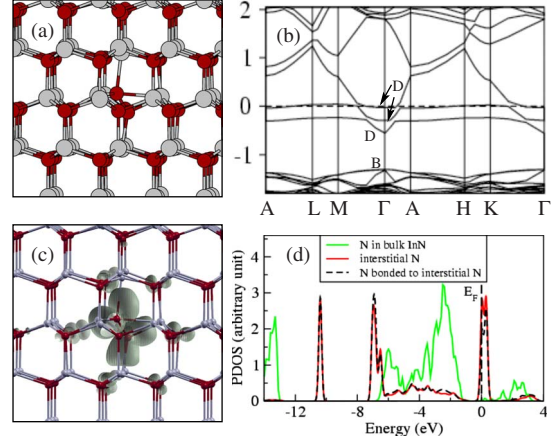 (a)
(b)
2
1
0
-1
D
D
B
A L M Γ A H K Γ
(c)
(d)
N in bulk InN
interstitial N
N bonded to interstitial N
E_F
PDOS (arbitrary unit)
4
3
2
1
0
-12 -8 -4 0 4
Energy (eV)